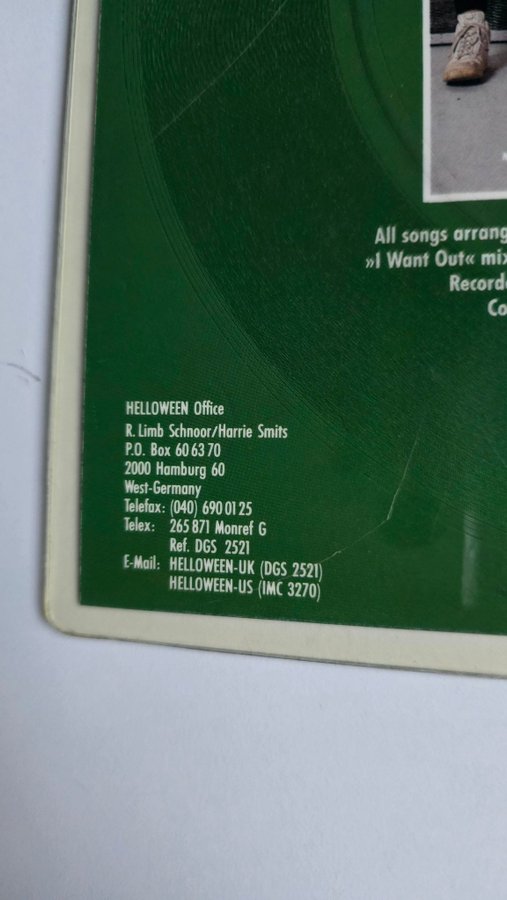 All songs arrang
»I Want Out« mix
Recorde
Co
HELLOWEEN Office
R. Limb Schnoor/Harrie Smits
P.O. Box 60 63 70
2000 Hamburg 60
West-Germany
Telefax: (040) 690 01 25
Telex: 265 871 Monref G
Ref. DGS 2521
E-Mail: HELLOWEEN-UK (DGS 2521)
HELLOWEEN-US (IMC 3270)